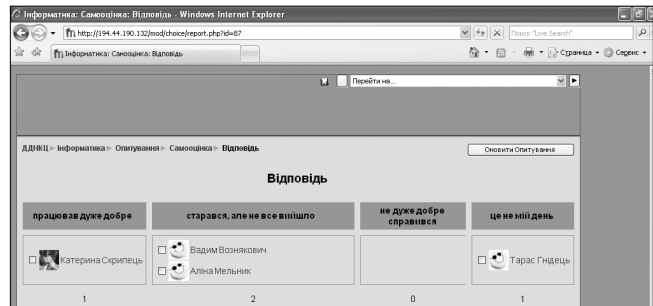 Інформатика: Самооцінка: Відповідь - Windows Internet Explorer
http://194.44.190.132/mod/choice/report.php?id=87
Поиск "Live Search"
Інформатика: Самооцінка: Відповідь
Страница
Сервис
Перейти на...
ДДНКЦ ► Інформатика ► Опитування ► Самооцінка ► Відповідь
Оновити Опитування
Відповідь
працював дуже добре
старався, але не все вийшло
не дуже добре
справився
це не мій день
Катерина Скрипець
Вадим Вознякович
Аліна Мельник
Тарас Гнідець
1
2
0
1